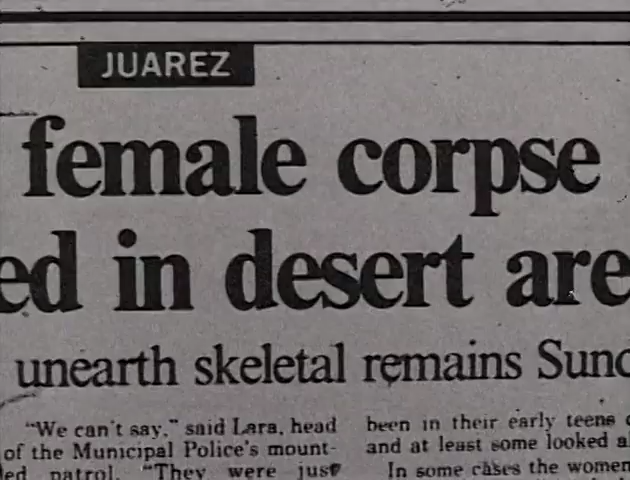 JUAREZ
female corpse
ed in desert are
unearth skeletal remains Sund
"We can't say," said Lara, head
of the Municipal Police's mount-
ed patrol. "They were just
been in their early teens
and at least some looked a
In some cases the women